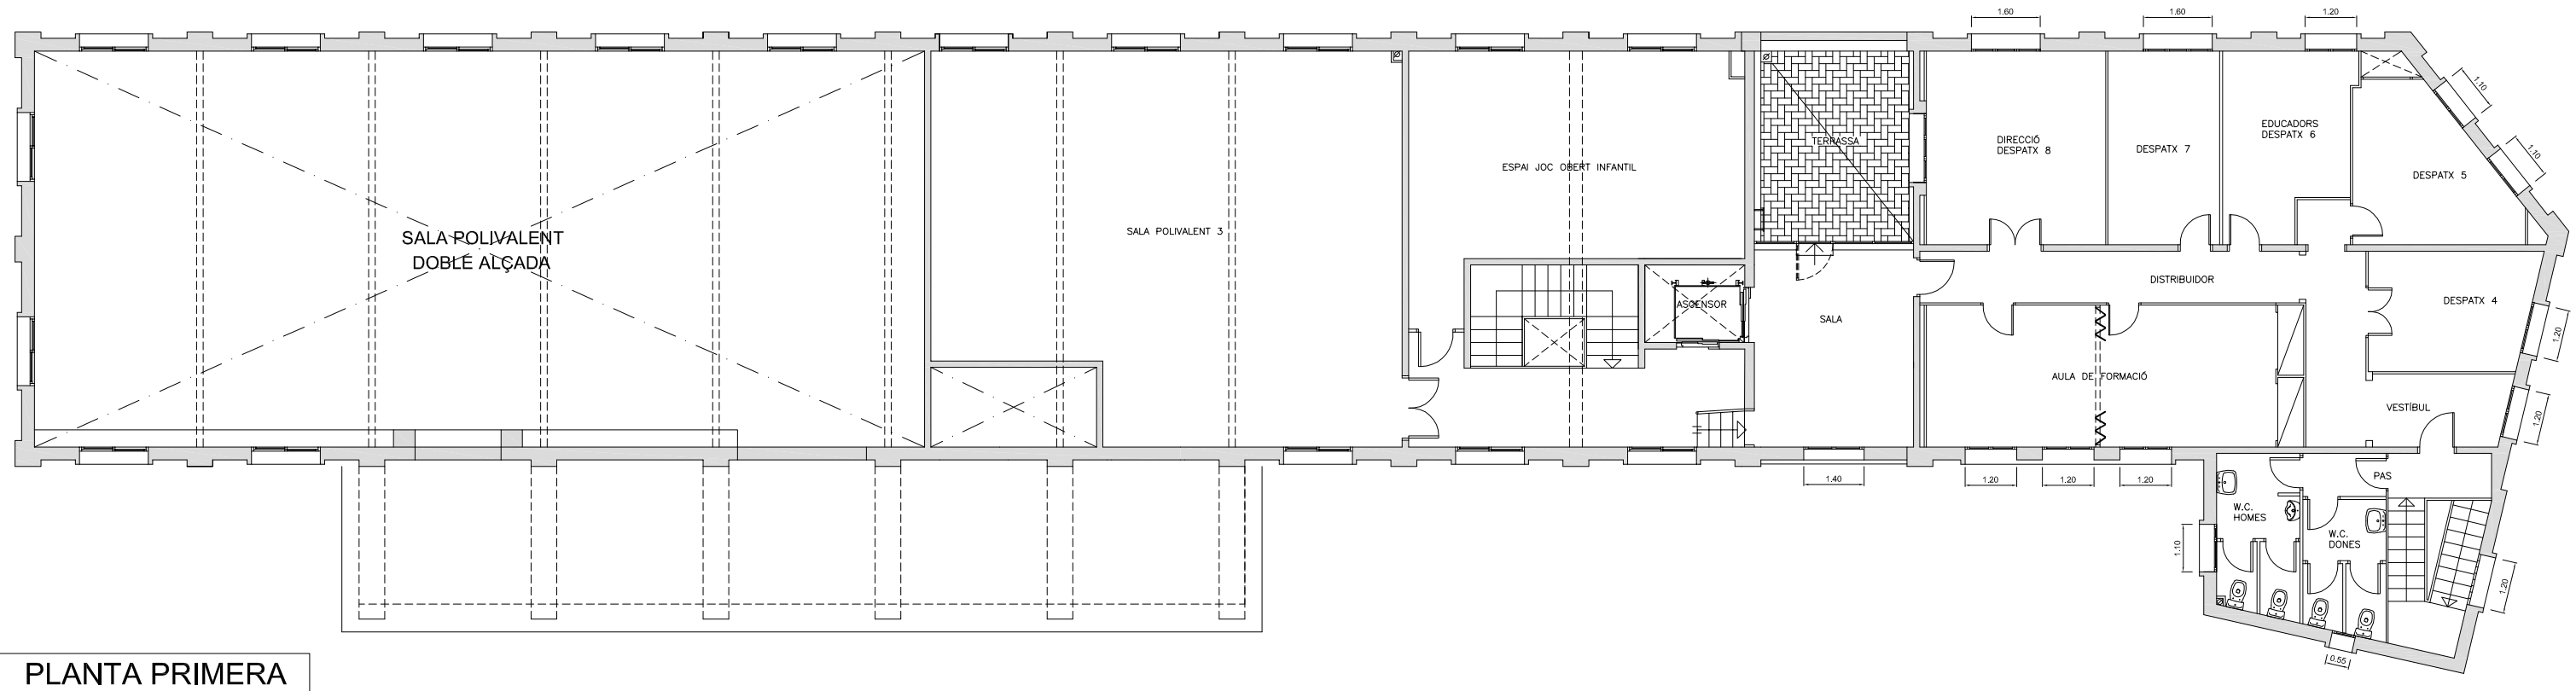 1.60
1.60
1.20
1.10
1.10
EDUCADORS
DESPATX 6
DIRECCIÓ
DESPATX 8
DESPATX 7
TERRASSA
ESPAI JOC OBERT INFANTIL
DESPATX 5
SALA POLIVALENT 3
SALA POLIVALENT
DOBLE ALÇADA
DISTRIBUIDOR
DESPATX 4
ASCENSOR
SALA
1.20
AULA DE FORMACIÓ
VESTÍBUL
1.20
1.40
1.20
1.20
1.20
PAS
W.C.
HOMES
W.C.
DONES
1.10
1.20
0.55
PLANTA PRIMERA